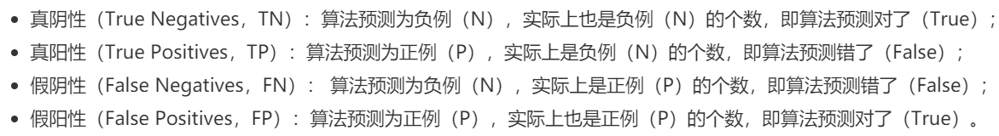 • 真阴性（True Negatives，TN）：算法预测为负例（N），实际上也是负例（N）的个数，即算法预测对了（True）；
• 真阳性（True Positives，TP）：算法预测为正例（P），实际上是负例（N）的个数，即算法预测错了（False）；
• 假阴性（False Negatives，FN）： 算法预测为负例（N），实际上是正例（P）的个数，即算法预测错了（False）；
• 假阳性（False Positives，FP）：算法预测为正例（P），实际上也是正例（P）的个数，即算法预测对了（True）。